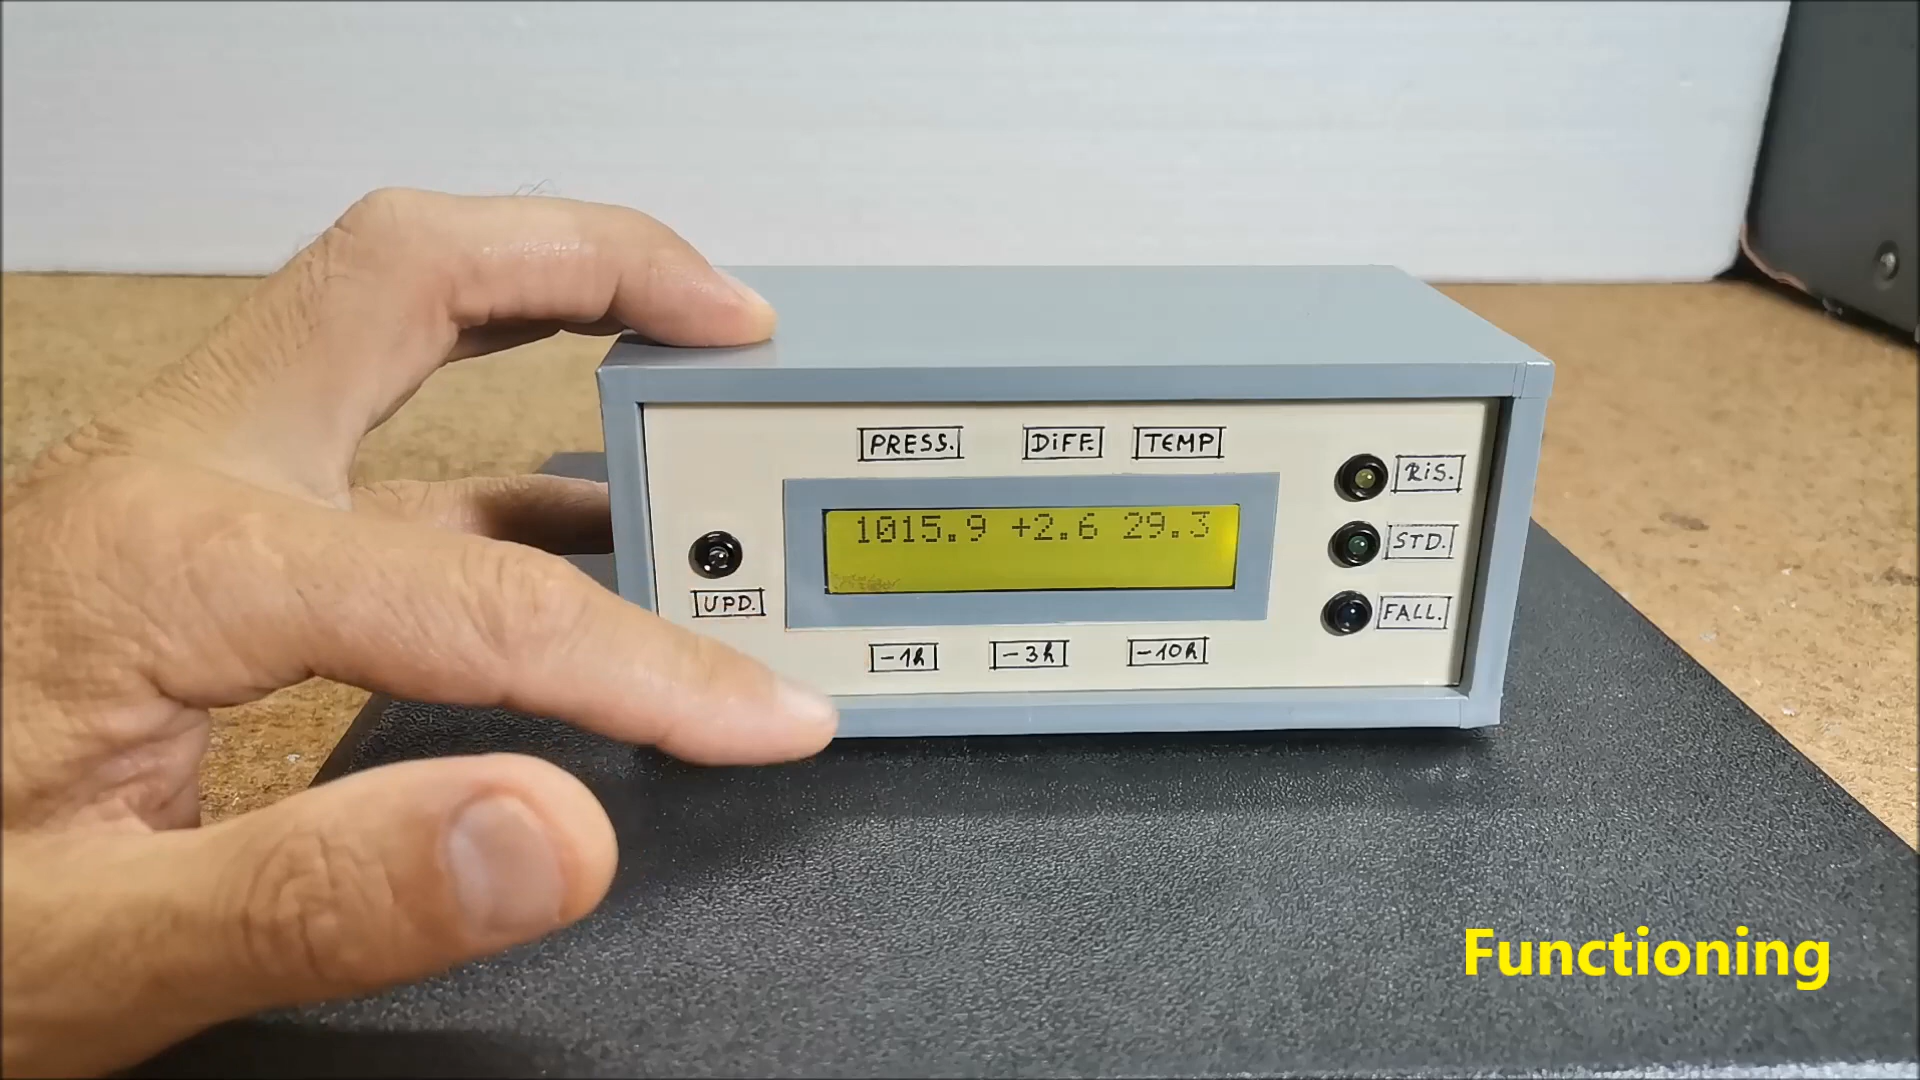 PRESS. DiFF. TEMP
1015.9 +2.6 29.3
RiS.
STD.
FALL.
UPD.
-1h -3h -10h
Functioning